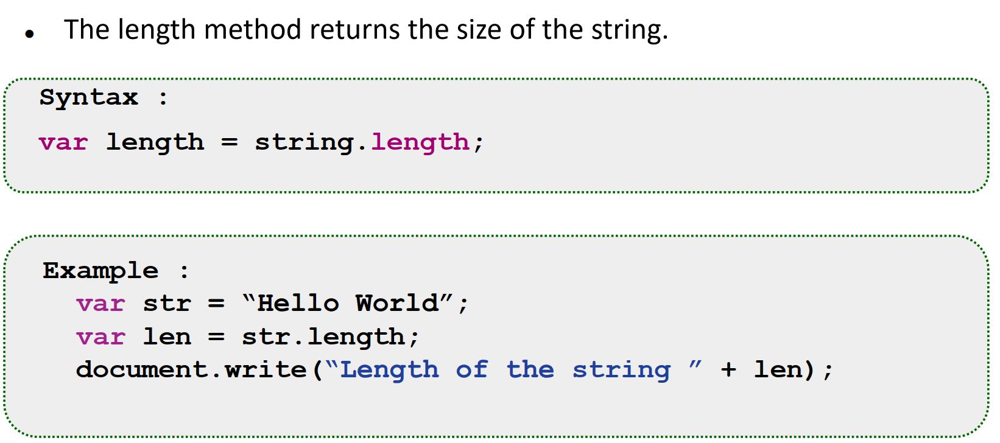 • The length method returns the size of the string.
Syntax :
var length = string.length;
Example :
var str = “Hello World”;
var len = str.length;
document.write(“Length of the string ” + len);